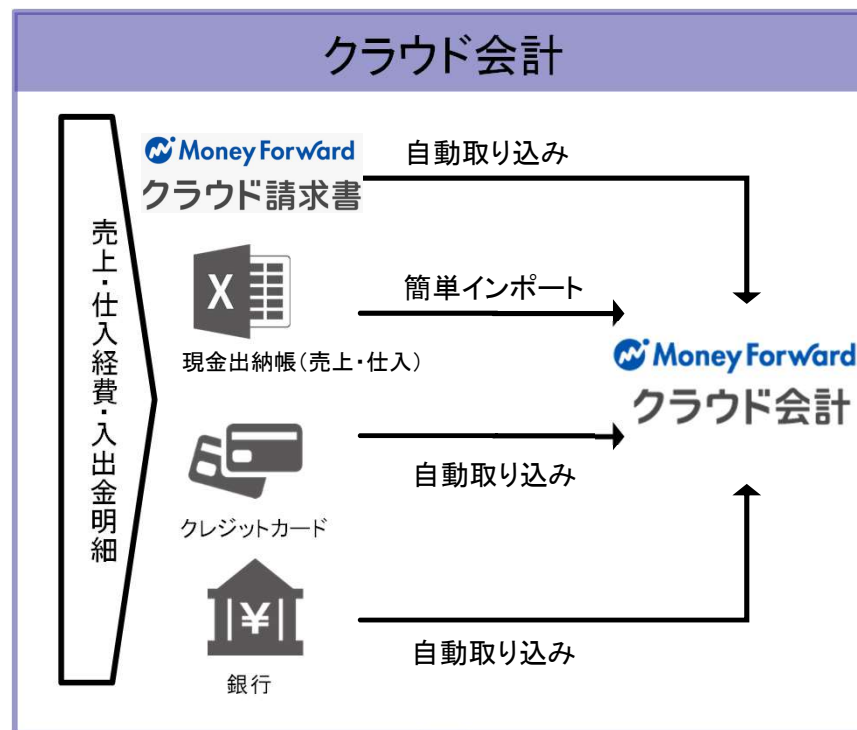 クラウド会計
売上・仕入経費・入出金明細
Money Forward
クラウド請求書
自動取り込み
X
簡単インポート
現金出納帳(売上・仕入)
Money Forward
クラウド会計
自動取り込み
クレジットカード
¥
自動取り込み
銀行